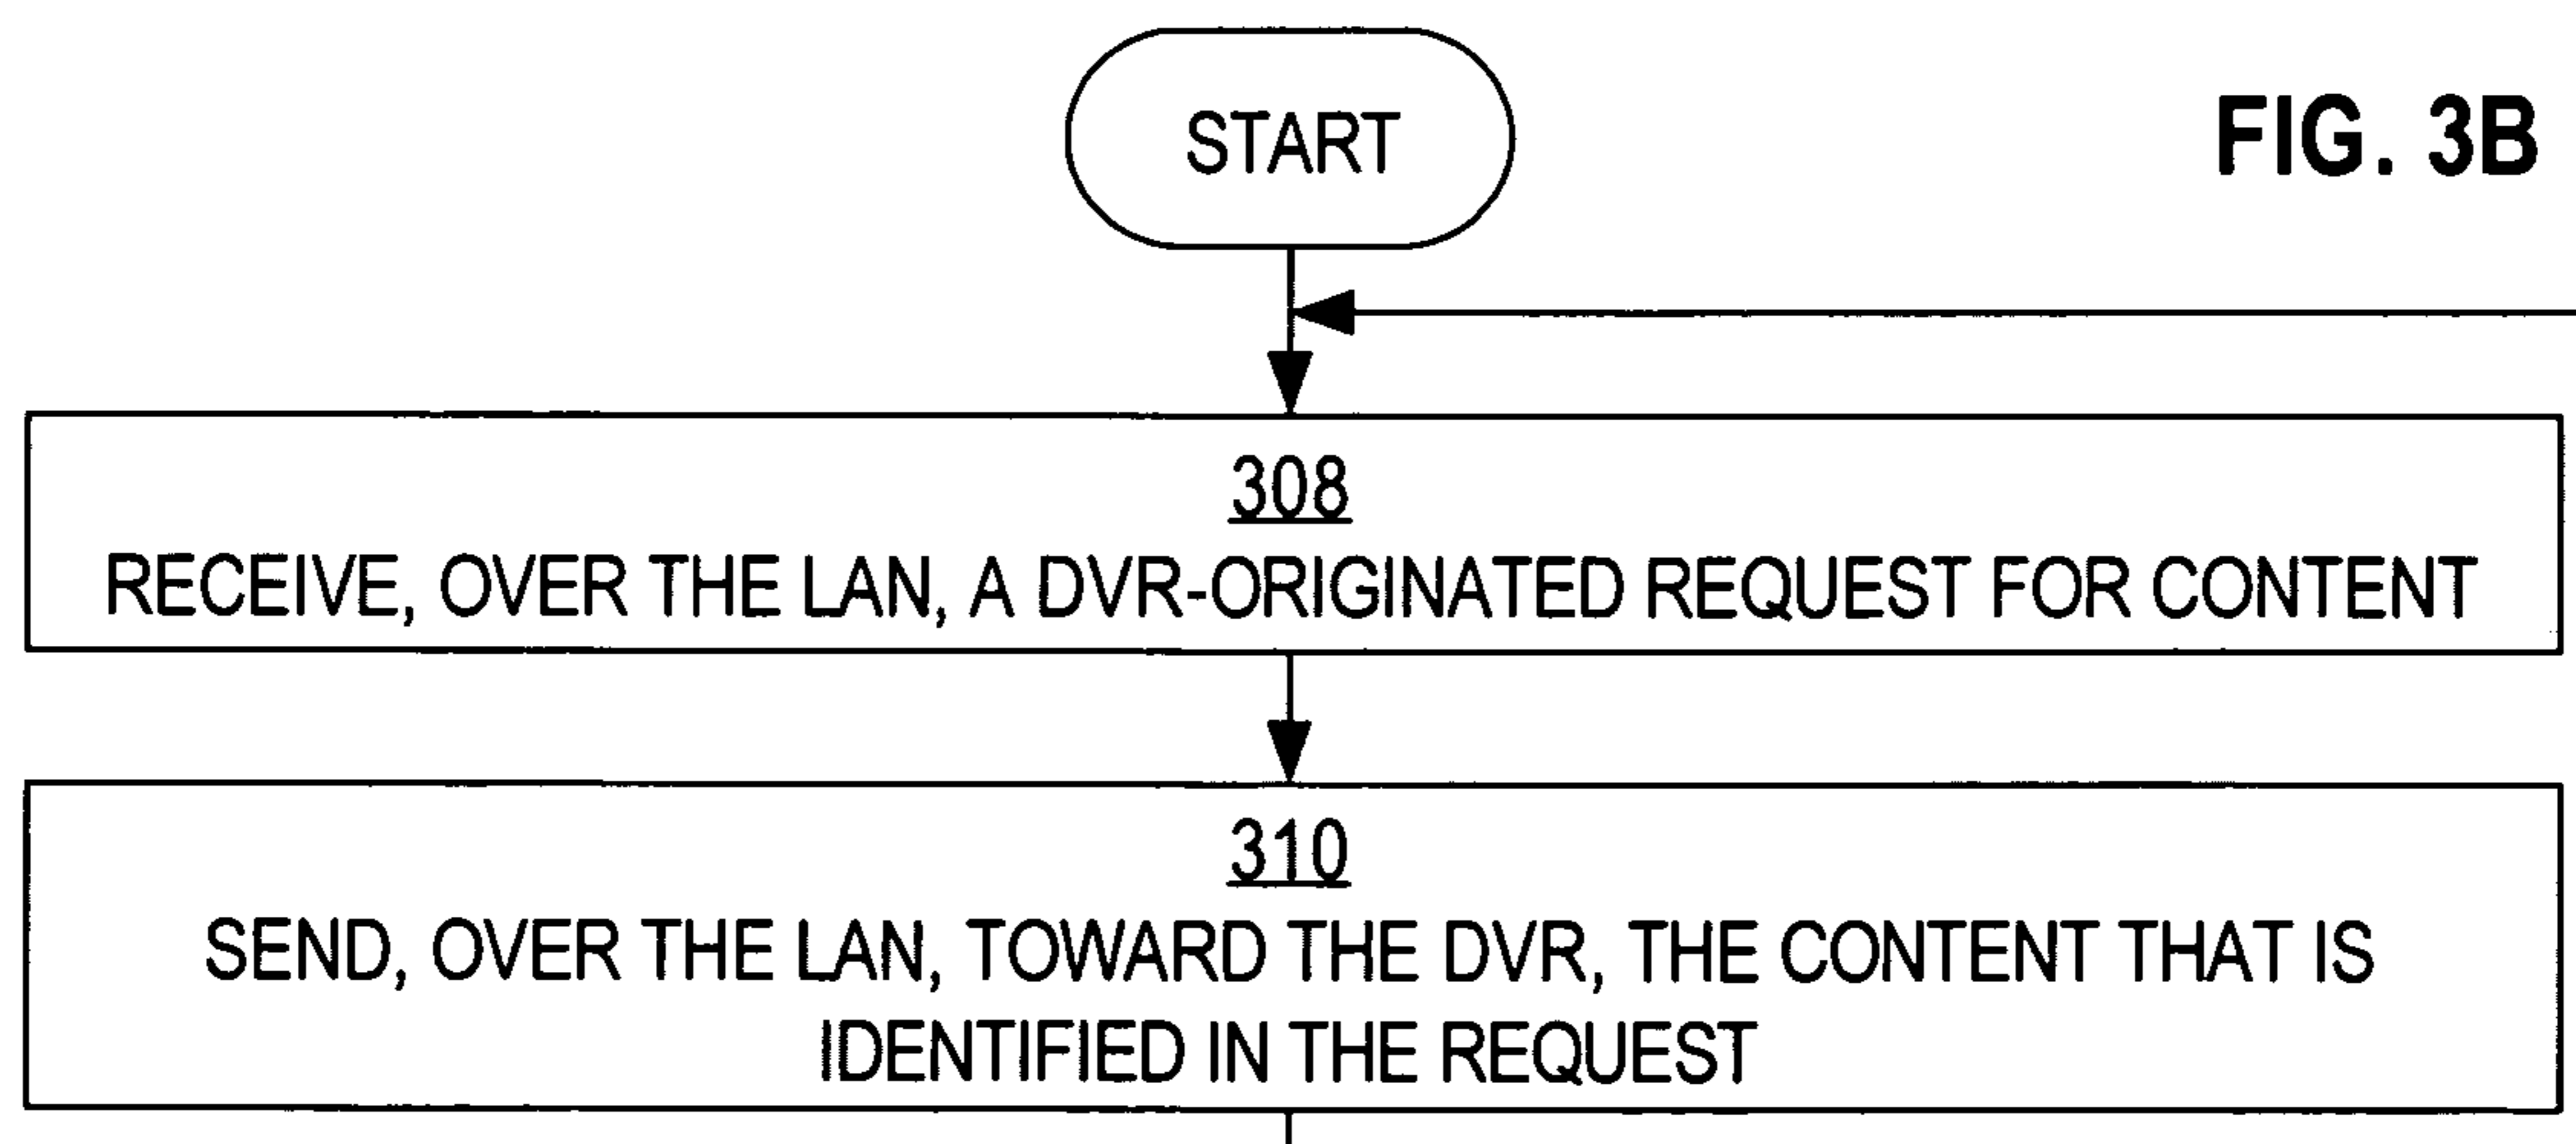 START
FIG. 3B
308
RECEIVE, OVER THE LAN, A DVR-ORIGINATED REQUEST FOR CONTENT
310
SEND, OVER THE LAN, TOWARD THE DVR, THE CONTENT THAT IS
IDENTIFIED IN THE REQUEST